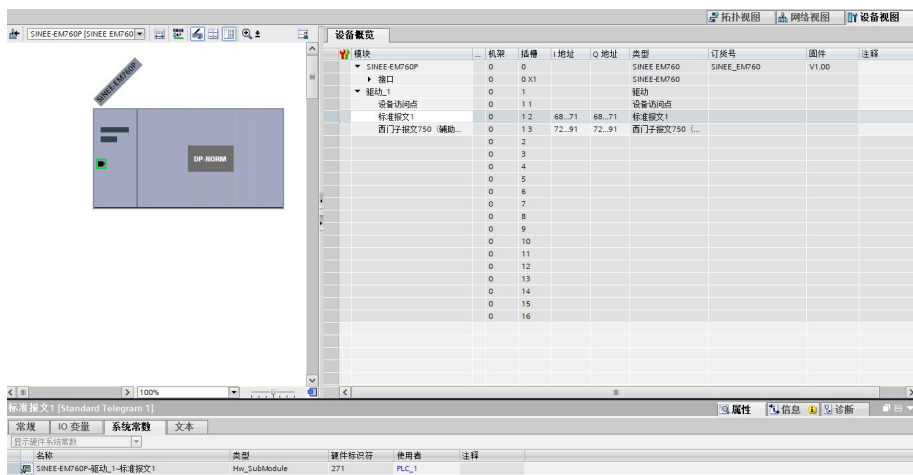 拓扑视图 网络视图 设备视图
SINEE-EM760P [SINEE EM760] 设备概览
模块 ... 机架 插槽 I 地址 Q 地址 类型 订货号 固件 注释
SINEE-EM760P 0 0 SINEE EM760 SINEE_EM760 V1.00
接口 0 0 X1 SINEE-EM760
驱动_1 0 1 驱动
设备访问点 0 1 1 设备访问点
标准报文1 0 1 2 68...71 68...71 标准报文1
西门子报文750（辅助... 0 1 3 72...91 72...91 西门子报文750（...
0 2
0 3
0 4
0 5
0 6
0 7
0 8
0 9
0 10
0 11
0 12
0 13
0 14
0 15
0 16
SINEE-EM760P
DP-NORM
100%
标准报文1 [Standard Telegram 1] 属性 信息 诊断
常规 IO 变量 系统常数 文本
显示硬件系统常数
名称 类型 硬件标识符 使用者 注释
SINEE-EM760P~驱动_1~标准报文1 Hw_SubModule 271 PLC_1